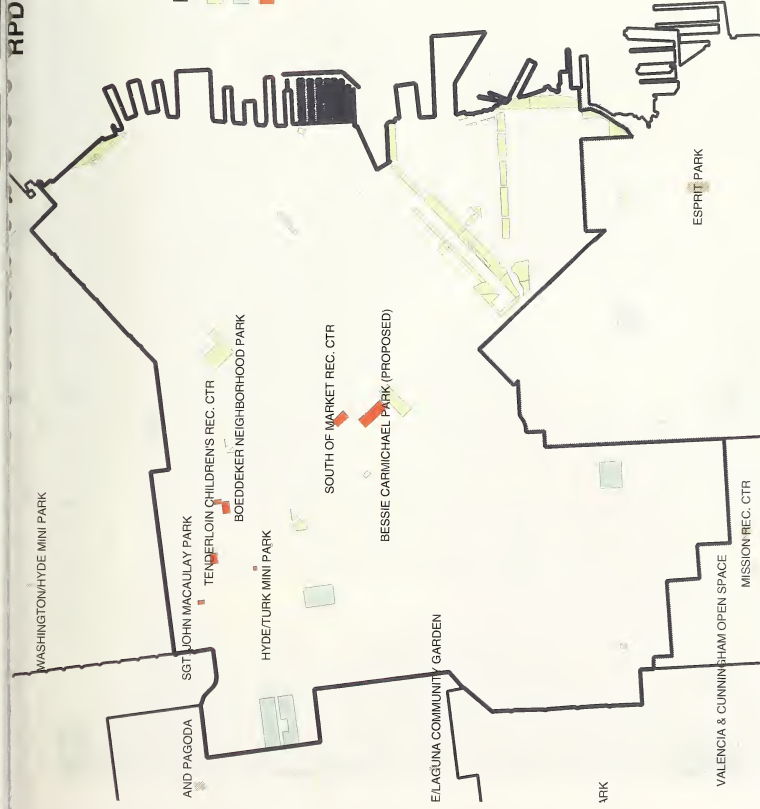 RPD
WASHINGTON/HYDE MINI PARK
AND PAGODA
SGT. JOHN MACAULAY PARK
TENDERLOIN CHILDREN'S REC. CTR
BOEDDEKER NEIGHBORHOOD PARK
HYDE/TURK MINI PARK
SOUTH OF MARKET REC. CTR
BESSIE CARMICHAEL PARK (PROPOSED)
E/LAGUNA COMMUNITY GARDEN
ARK
ESPRIT PARK
VALENCIA & CUNNINGHAM OPEN SPACE
MISSION REC. CTR